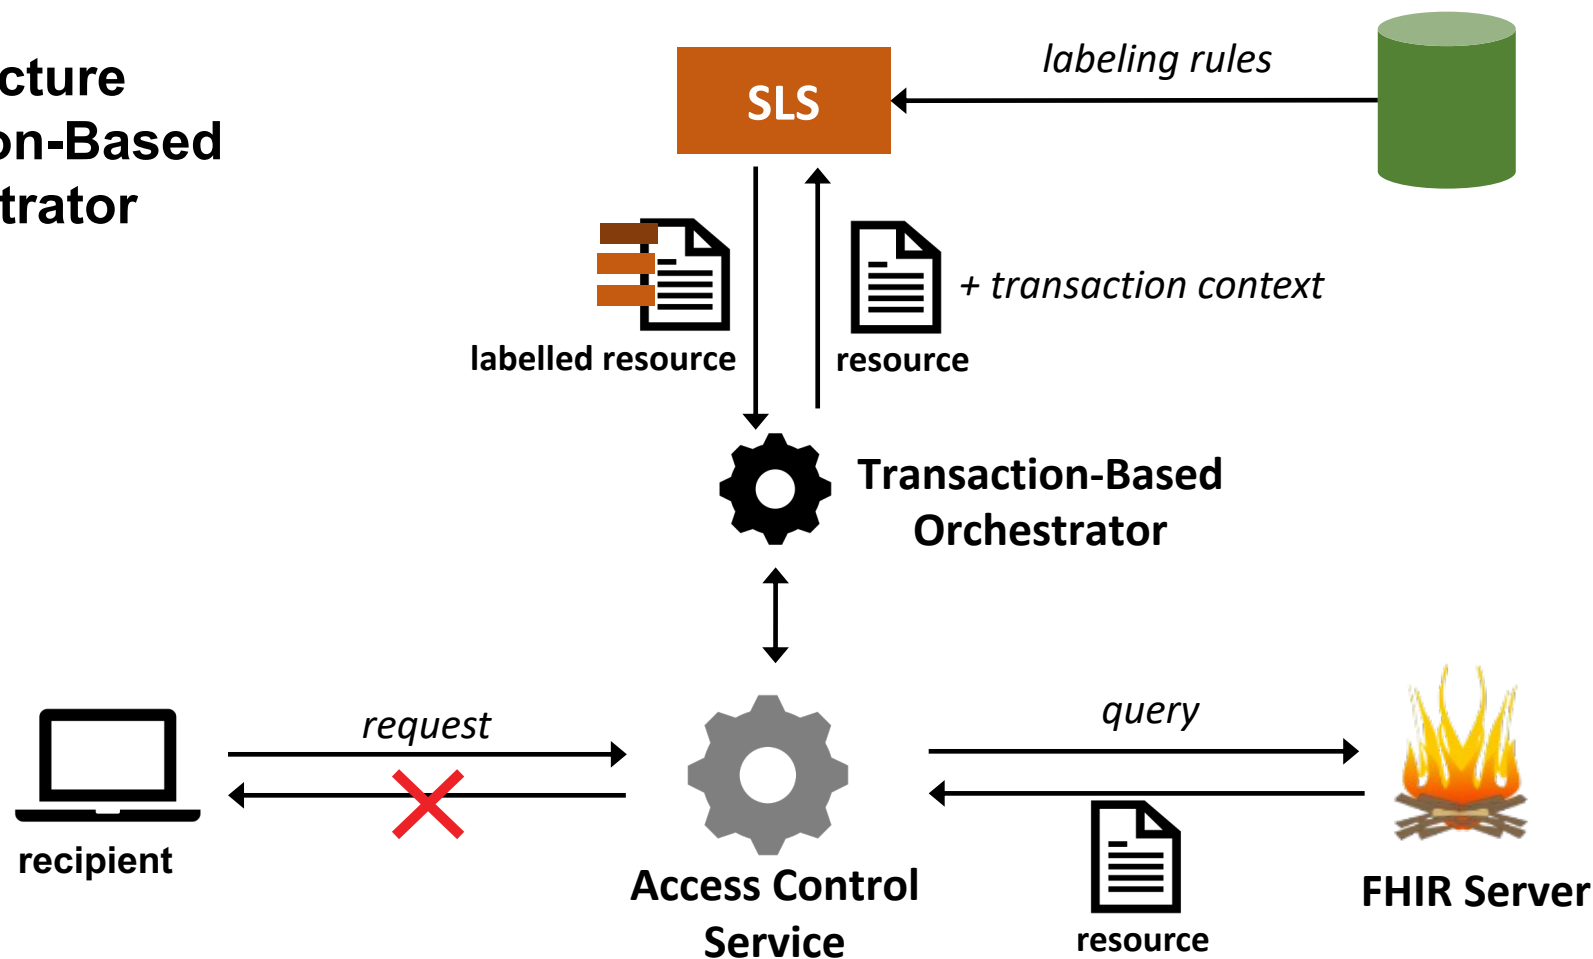 cture
on-Based
trator
SLS
labeling rules
+ transaction context
labelled resource
resource
Transaction-Based
Orchestrator
request
query
recipient
Access Control
Service
resource
FHIR Server